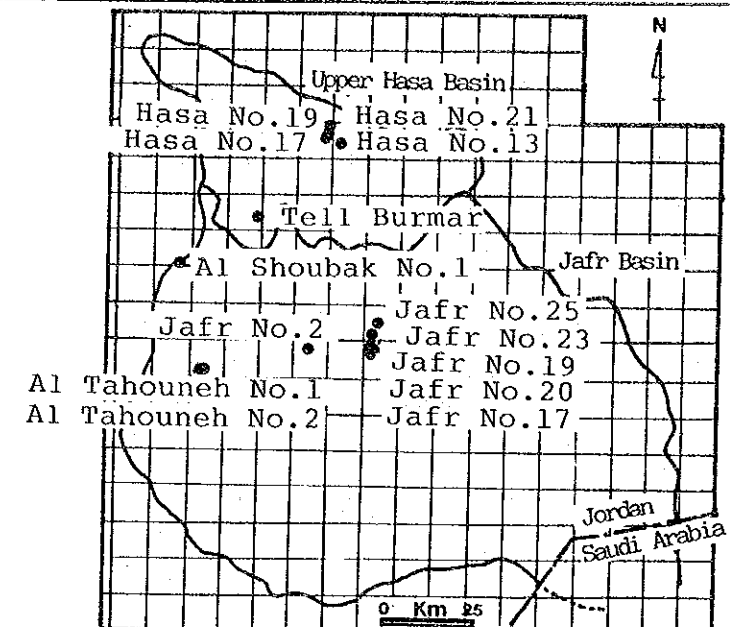 N
Upper Hasa Basin
Hasa No.19 Hasa No.21
Hasa No.17 Hasa No.13
Tell Burmar
Al Shoubak No.1
Jafr Basin
Jafr No.25
Jafr No.2
Jafr No.23
Jafr No.19
Al Tahouneh No.1 Jafr No.20
Al Tahouneh No.2 Jafr No.17
Jordan
Saudi Arabia
0 Km 25